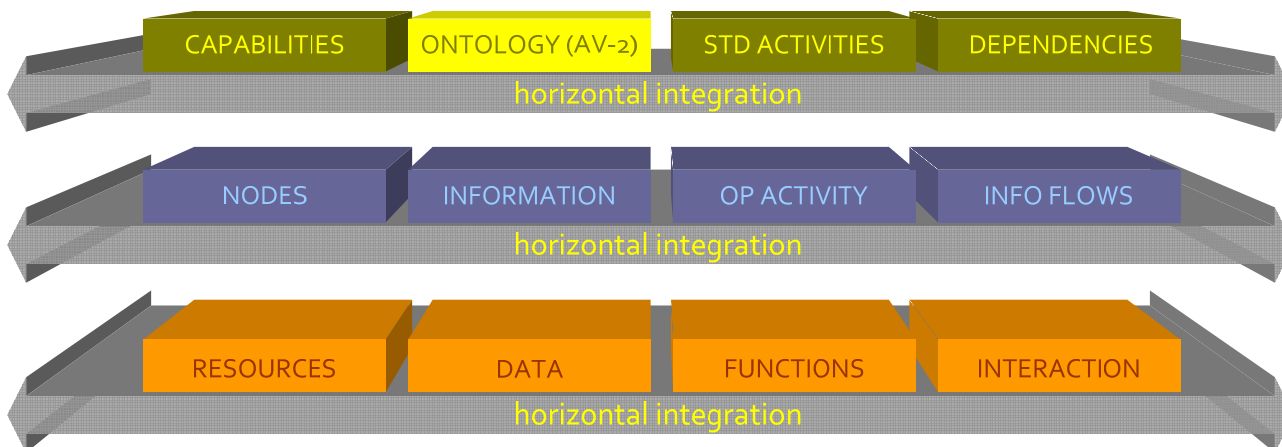 CAPABILITIES ONTOLOGY (AV-2) STD ACTIVITIES DEPENDENCIES
horizontal integration
NODES INFORMATION OP ACTIVITY INFO FLOWS
horizontal integration
RESOURCES DATA FUNCTIONS INTERACTION
horizontal integration